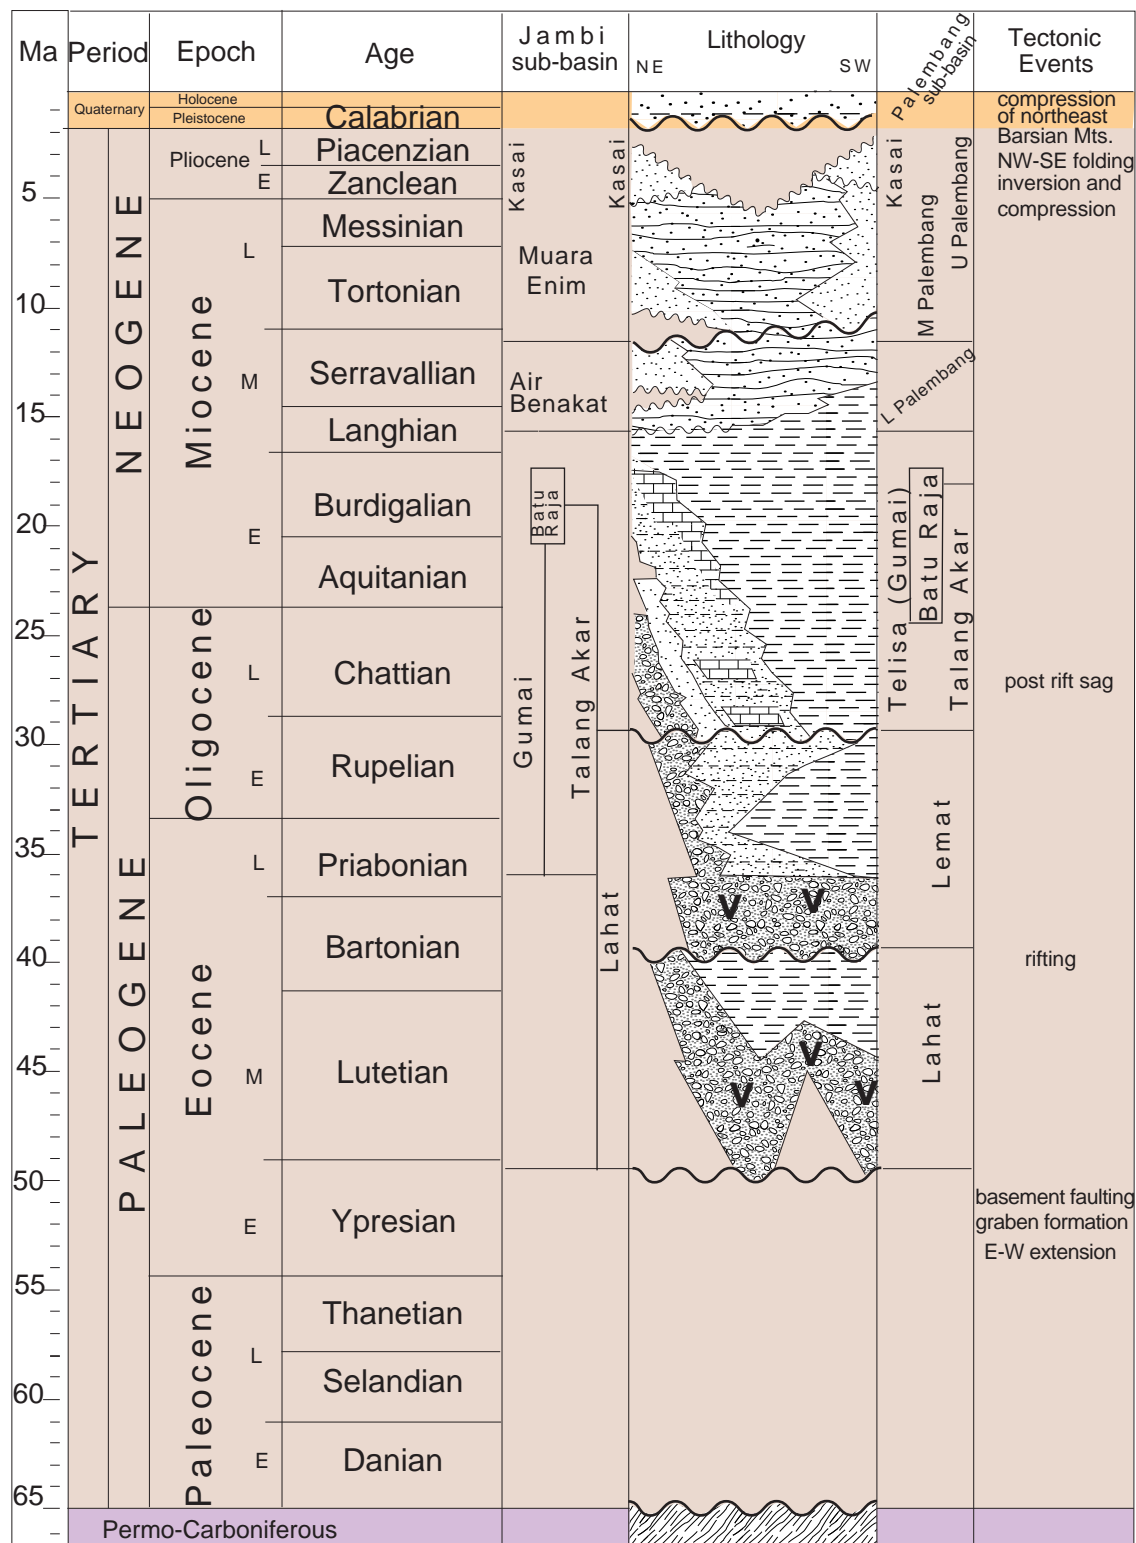 Ma
Period
Epoch
Age
Jambi
sub-basin
Lithology
NE
SW
Palembang
sub-basin
Tectonic
Events
Quaternary
Holocene
Pleistocene
Calabrian
compression
of northeast
Barsian Mts.
NW-SE folding
inversion and
compression
TERTIARY
NEOGENE
Pliocene
L
E
Piacenzian
Zanclean
Kasai
Kasai
Kasai
M Palembang
U Palembang
5
Miocene
L
Messinian
Tortonian
Muara
Enim
10
M
Serravallian
Langhian
Air
Benakat
L Palembang
15
E
Burdigalian
Aquitanian
20
Batu
Raja
Gumai
Talang Akar
Telisa (Gumai)
Batu Raja
Talang Akar
PALEOGENE
Oligocene
25
L
Chattian
post rift sag
30
E
Rupelian
Lemat
Eocene
35
L
Priabonian
Bartonian
Lahat
V
V
40
rifting
M
Lutetian
Lahat
45
V
V
V
50
E
Ypresian
basement faulting
graben formation
E-W extension
55
Paleocene
L
Thanetian
Selandian
60
E
Danian
65
Permo-Carboniferous